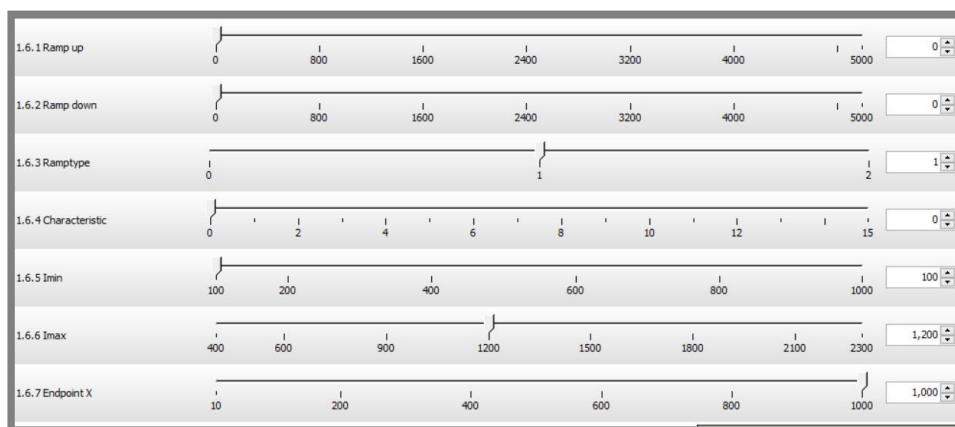 1.6.1 Ramp up
0 800 1600 2400 3200 4000 5000
0
1.6.2 Ramp down
0 800 1600 2400 3200 4000 5000
0
1.6.3 Ramptype
0 1 2
1
1.6.4 Characteristic
0 2 4 6 8 10 12 15
0
1.6.5 Imin
100 200 400 600 800 1000
100
1.6.6 Imax
400 600 900 1200 1500 1800 2100 2300
1,200
1.6.7 Endpoint X
10 200 400 600 800 1000
1,000